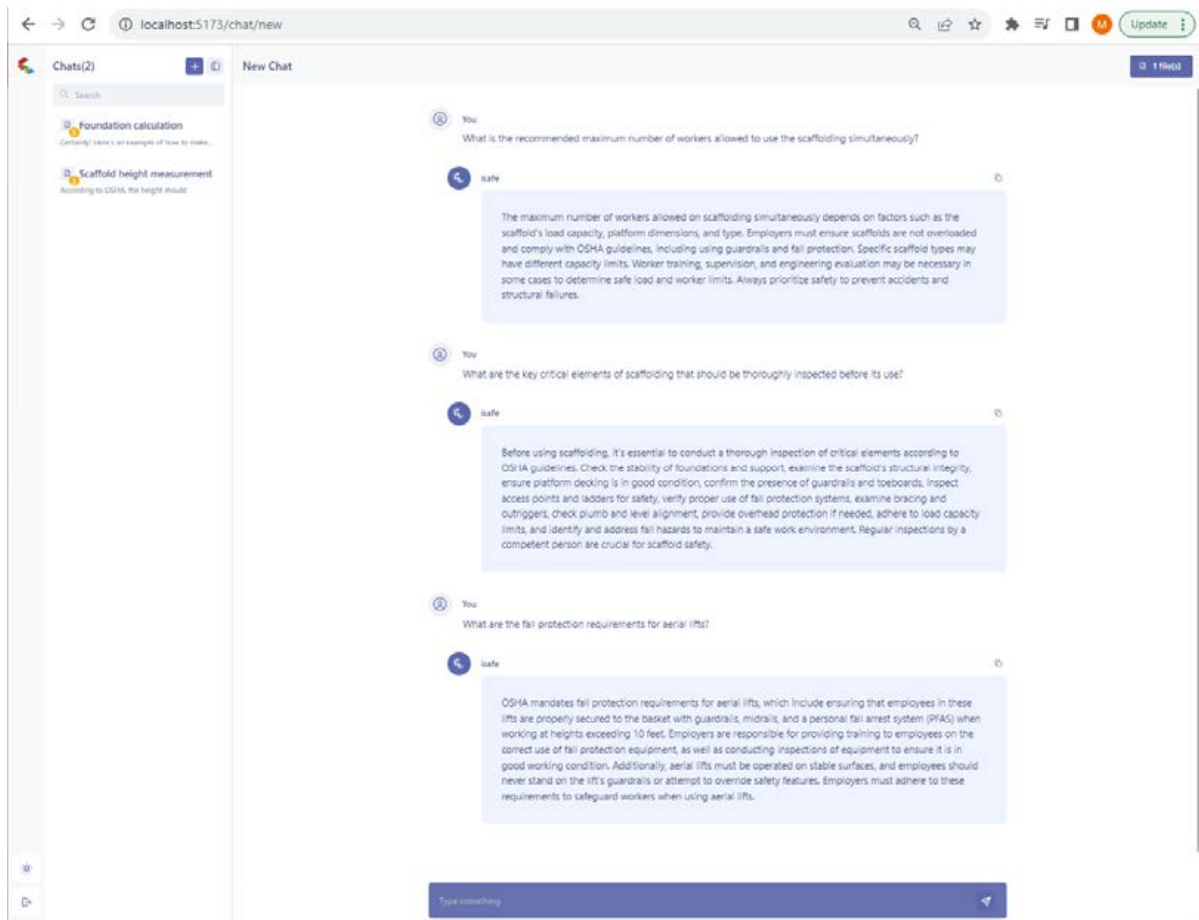 localhost:5173/chat/new
M
Update
Chats(2)
+
New Chat
1 file(s)
Search
Foundation calculation
Certainly! Here's an example of how to make..
Scaffold height measurement
According to OSHA, the height should
You
What is the recommended maximum number of workers allowed to use the scaffolding simultaneously?
isafe
The maximum number of workers allowed on scaffolding simultaneously depends on factors such as the
scaffold's load capacity, platform dimensions, and type. Employers must ensure scaffolds are not overloaded
and comply with OSHA guidelines, including using guardrails and fall protection. Specific scaffold types may
have different capacity limits. Worker training, supervision, and engineering evaluation may be necessary in
some cases to determine safe load and worker limits. Always prioritize safety to prevent accidents and
structural failures.
You
What are the key critical elements of scaffolding that should be thoroughly inspected before its use?
isafe
Before using scaffolding, it's essential to conduct a thorough inspection of critical elements according to
OSHA guidelines. Check the stability of foundations and support, examine the scaffold's structural integrity,
ensure platform decking is in good condition, confirm the presence of guardrails and toeboards, inspect
access points and ladders for safety, verify proper use of fall protection systems, examine bracing and
outriggers, check plumb and level alignment, provide overhead protection if needed, adhere to load capacity
limits, and identify and address fall hazards to maintain a safe work environment. Regular inspections by a
competent person are crucial for scaffold safety.
You
What are the fall protection requirements for aerial lifts?
isafe
OSHA mandates fall protection requirements for aerial lifts, which include ensuring that employees in these
lifts are properly secured to the basket with guardrails, midrails, and a personal fall arrest system (PFAS) when
working at heights exceeding 10 feet. Employers are responsible for providing training to employees on the
correct use of fall protection equipment, as well as conducting inspections of equipment to ensure it is in
good working condition. Additionally, aerial lifts must be operated on stable surfaces, and employees should
never stand on the lift's guardrails or attempt to override safety features. Employers must adhere to these
requirements to safeguard workers when using aerial lifts.
Type something